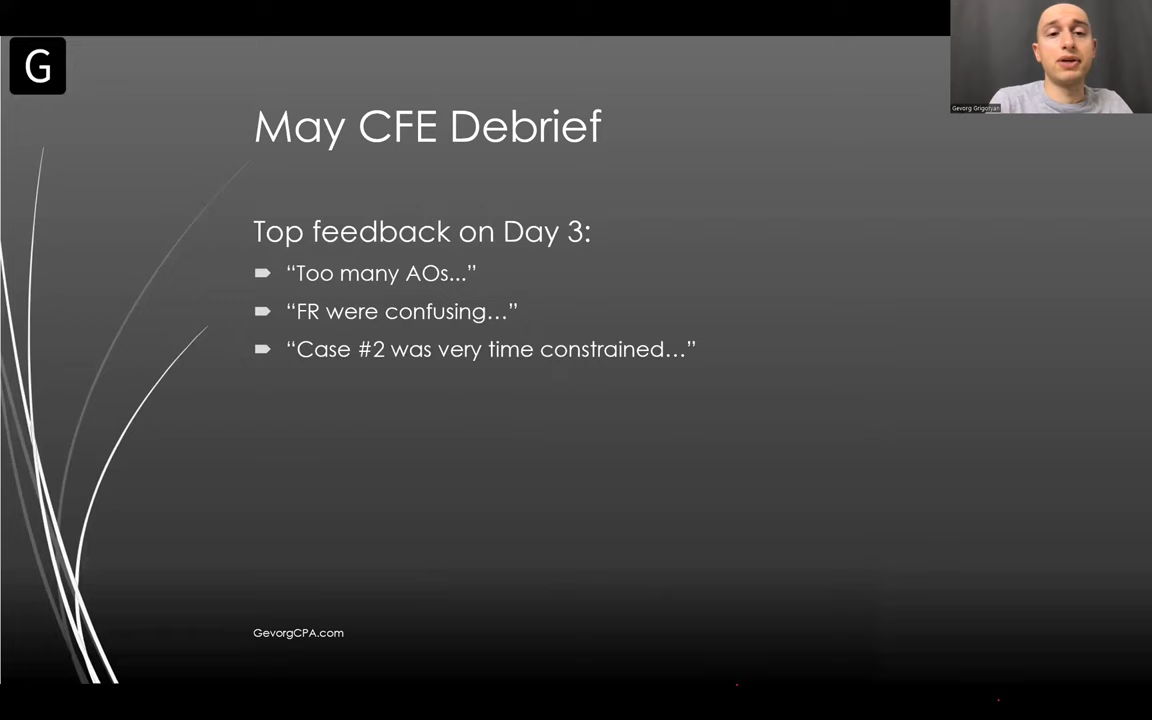 G
Gevorg Grigoryan
May CFE Debrief
Top feedback on Day 3:
“Too many AOs...”
“FR were confusing…”
“Case #2 was very time constrained…”
GevorgCPA.com